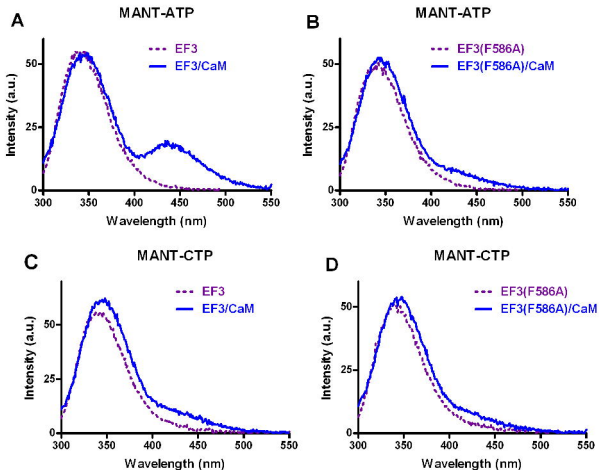 A
MANT-ATP
EF3
EF3/CaM
Intensity (a.u.)
50
25
0
300 350 400 450 500 550
Wavelength (nm)
B
MANT-ATP
EF3(F586A)
EF3(F586A)/CaM
Intensity (a.u.)
50
25
0
300 350 400 450 500 550
Wavelength (nm)
C
MANT-CTP
EF3
EF3/CaM
Intensity (a.u.)
50
25
0
300 350 400 450 500 550
Wavelength (nm)
D
MANT-CTP
EF3(F586A)
EF3(F586A)/CaM
Intensity (a.u.)
50
25
0
300 350 400 450 500 550
Wavelength (nm)